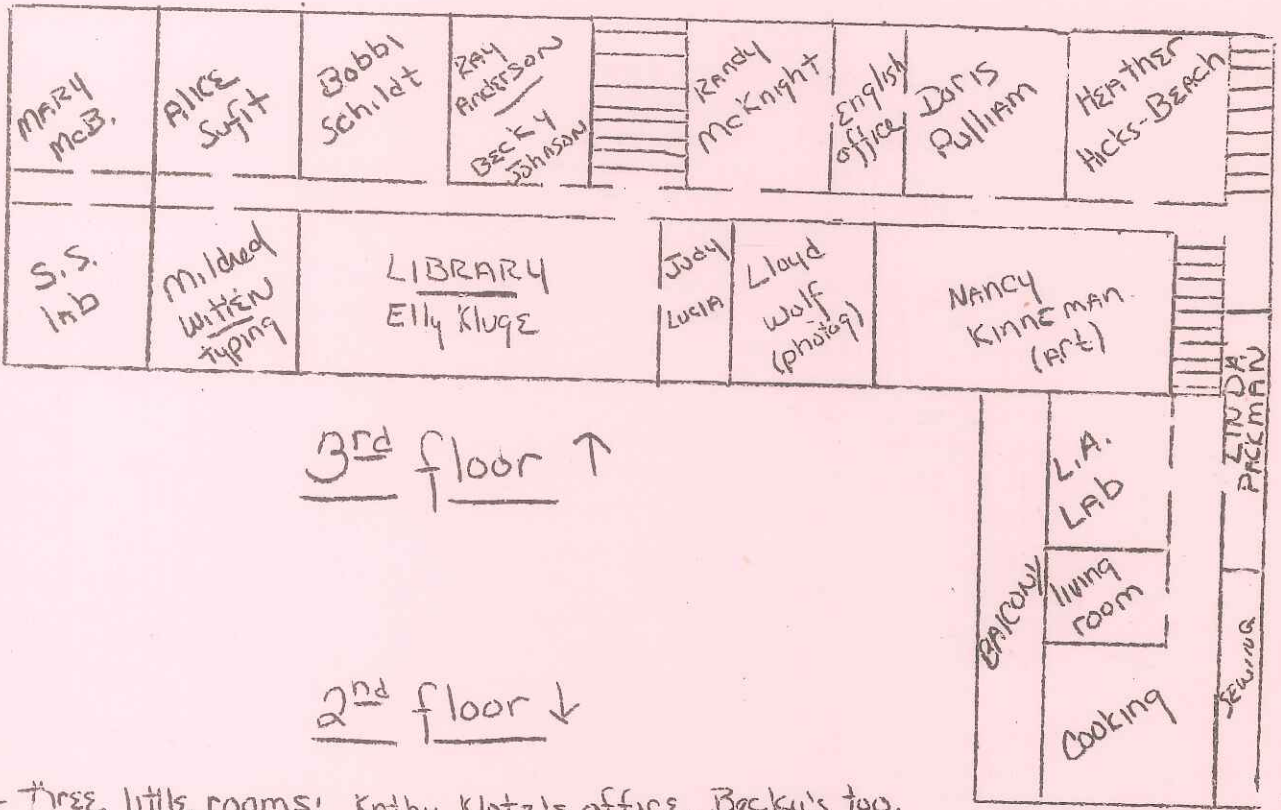 MARY
McB.
ALICE
Sufit
Bobbi
Schildt
RAY
ANDERSON
BECKY
JOHNSON
RANDY
McKnight
English
office
Doris
Pulliam
HEATHER
HICKS-BEACH
S.S.
lab
Mildred
WITTEN
typing
LIBRARY
Elly Kluge
Judy
LUCIA
Lloyd
Wolf
(photog)
NANCY
KINNEMAN
(Art)
LINDA
PACKMAN
3rd floor ↑
L.A.
LAB
living
room
BALCONY
SEWING
Cooking
2nd floor ↓
three little rooms: Kathy Klotz's office, Becky's too,